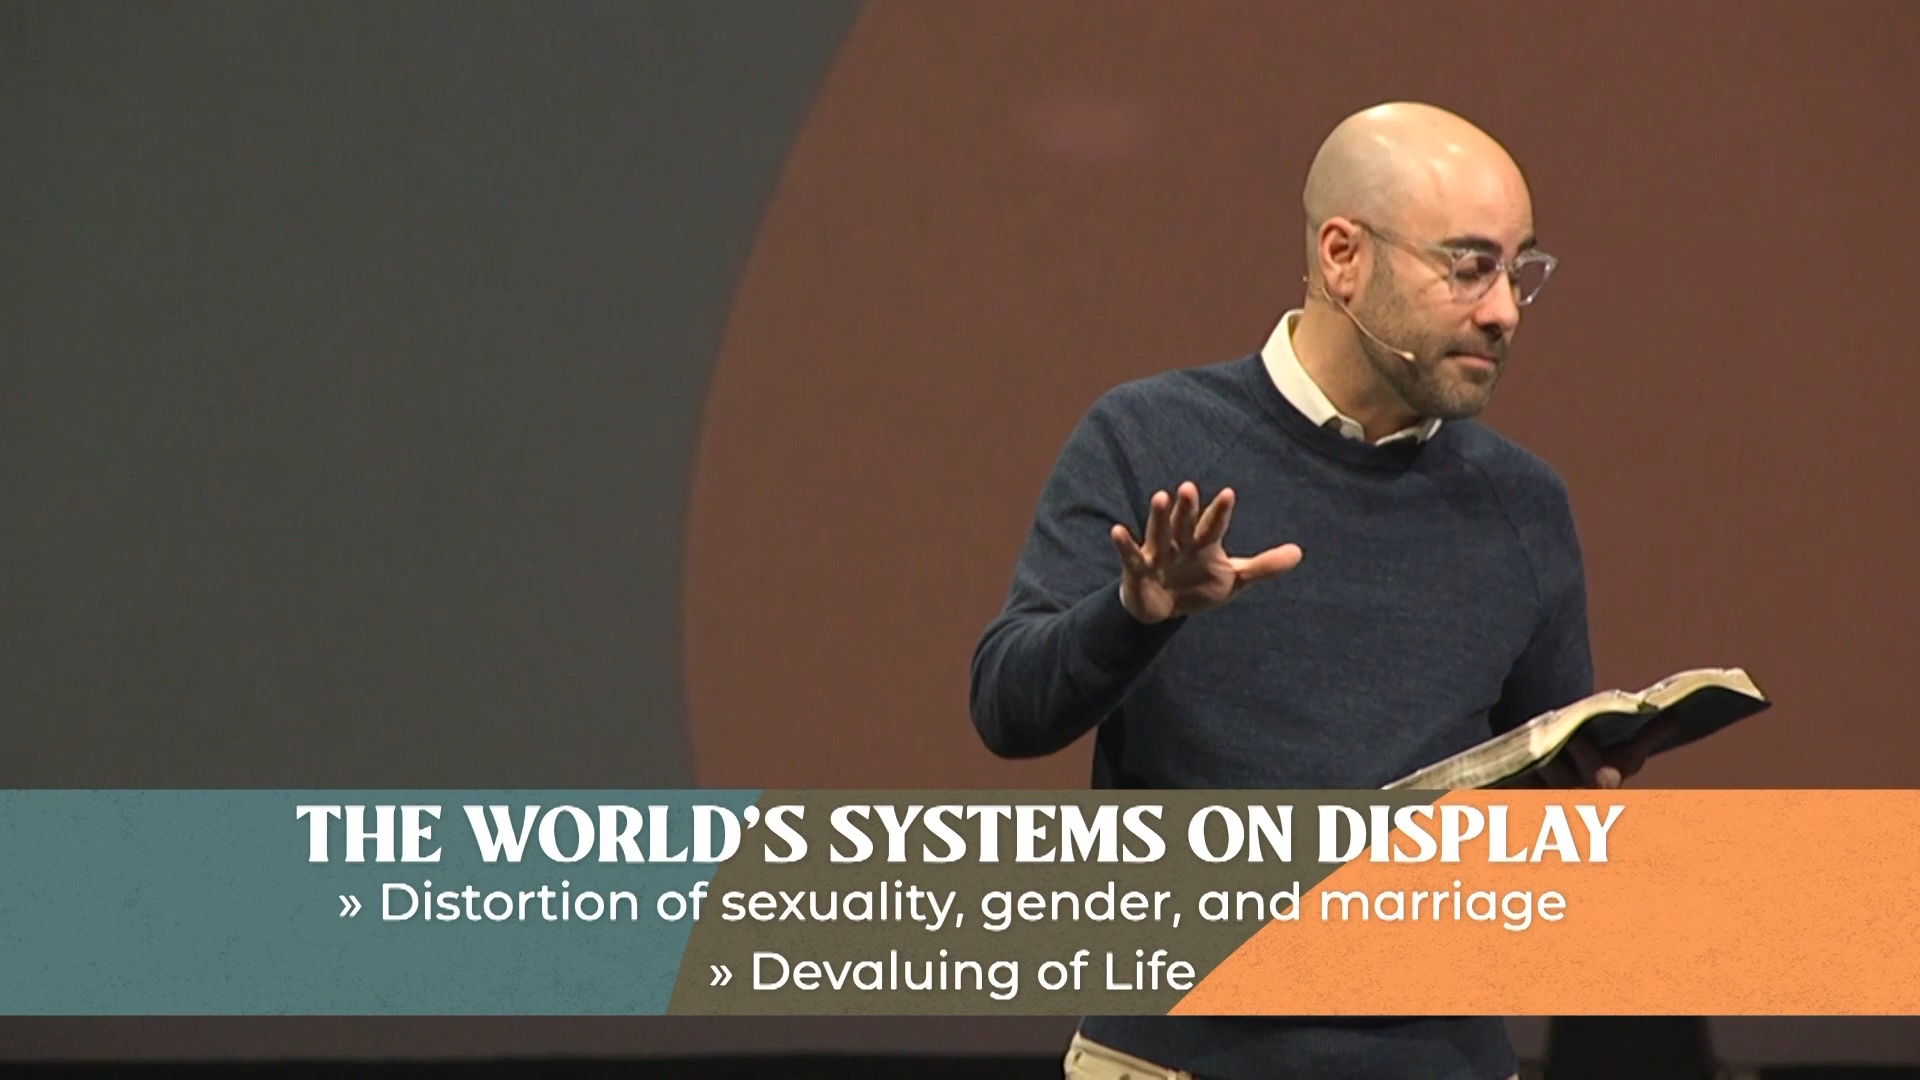 THE WORLD'S SYSTEMS ON DISPLAY
» Distortion of sexuality, gender, and marriage
» Devaluing of Life